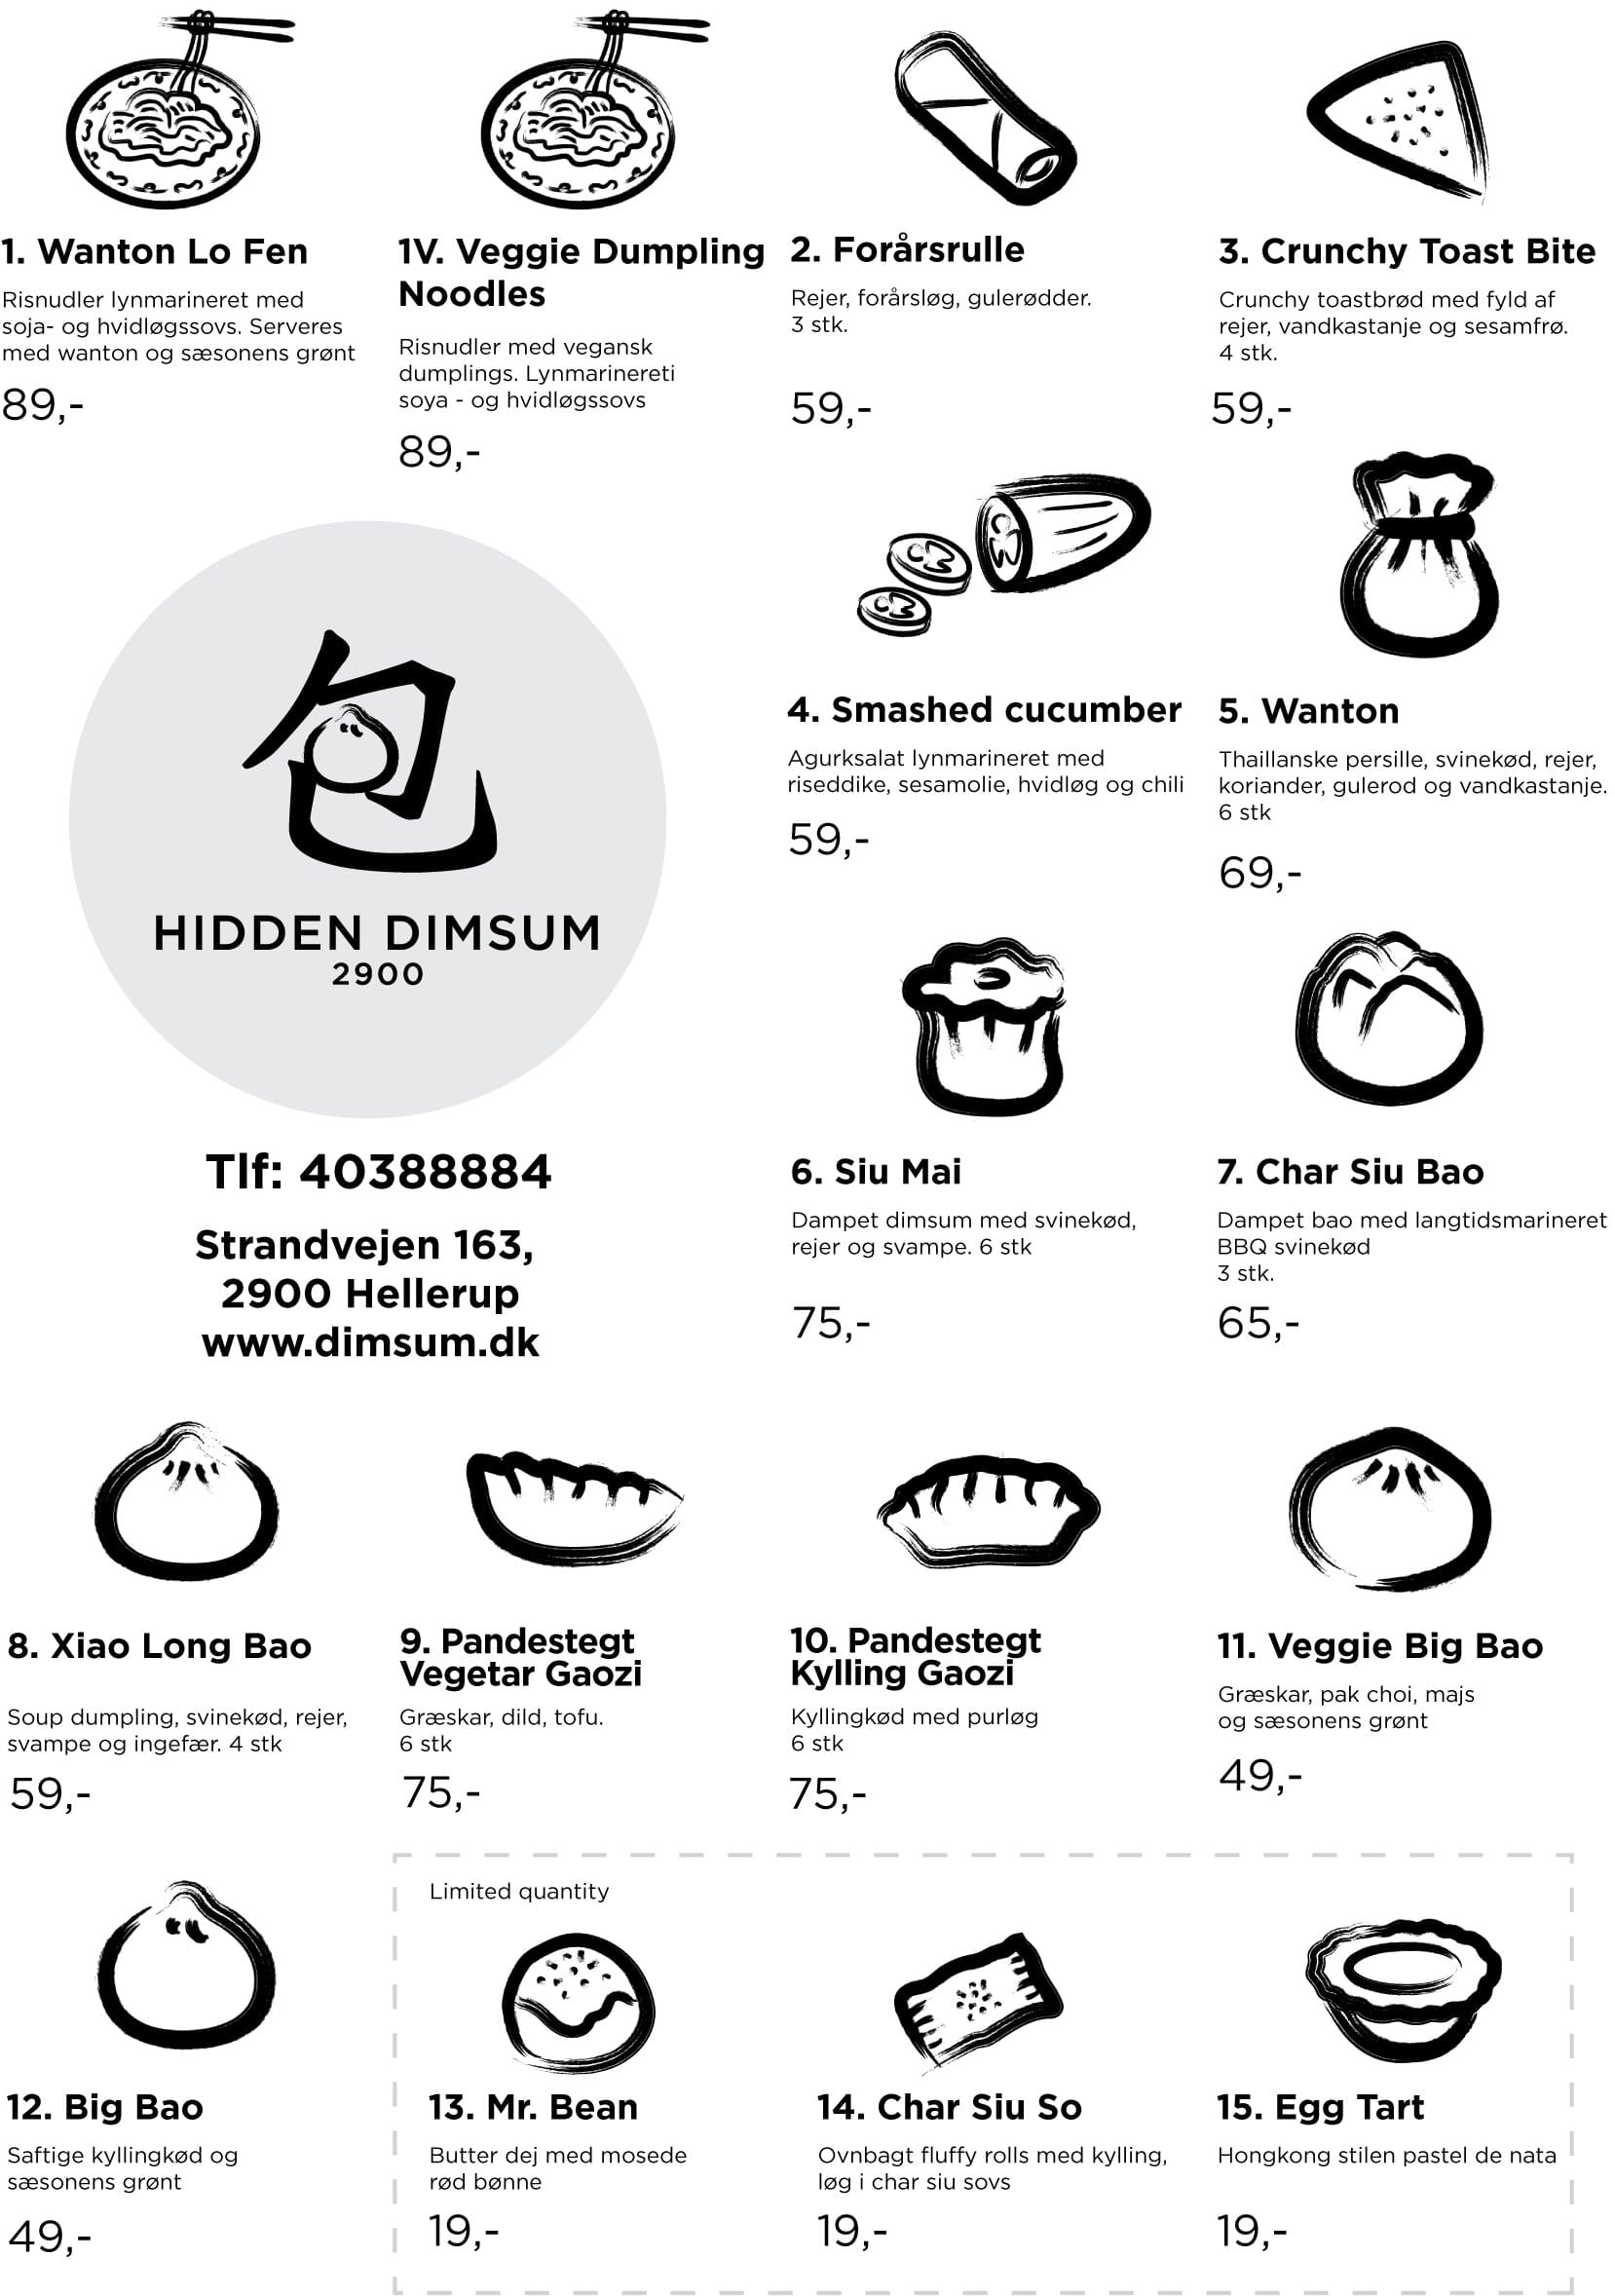 1. Wanton Lo Fen
Risnudler lynmarineret med
soja- og hvidløgssovs. Serveres
med wanton og sæsonens grønt
89,-
1V. Veggie Dumpling
Noodles
Risnudler med vegansk
dumplings. Lynmarinereti
soya - og hvidløgssovs
89,-
2. Forårsrulle
Rejer, forårsløg, gulerødder.
3 stk.
59,-
3. Crunchy Toast Bite
Crunchy toastbrød med fyld af
rejer, vandkastanje og sesamfrø.
4 stk.
59,-
包
HIDDEN DIMSUM
2900
Tlf: 40388884
Strandvejen 163,
2900 Hellerup
www.dimsum.dk
4. Smashed cucumber
Agurksalat lynmarineret med
riseddike, sesamolie, hvidløg og chili
59,-
5. Wanton
Thaillanske persille, svinekød, rejer,
koriander, gulerod og vandkastanje.
6 stk
69,-
6. Siu Mai
Dampet dimsum med svinekød,
rejer og svampe. 6 stk
75,-
7. Char Siu Bao
Dampet bao med langtidsmarineret
BBQ svinekød
3 stk.
65,-
8. Xiao Long Bao
Soup dumpling, svinekød, rejer,
svampe og ingefær. 4 stk
59,-
9. Pandestegt
Vegetar Gaozi
Græskar, dild, tofu.
6 stk
75,-
10. Pandestegt
Kylling Gaozi
Kyllingkød med purløg
6 stk
75,-
11. Veggie Big Bao
Græskar, pak choi, majs
og sæsonens grønt
49,-
12. Big Bao
Saftige kyllingkød og
sæsonens grønt
49,-
Limited quantity
13. Mr. Bean
Butter dej med mosede
rød bønne
19,-
14. Char Siu So
Ovnbagt fluffy rolls med kylling,
løg i char siu sovs
19,-
15. Egg Tart
Hongkong stilen pastel de nata
19,-